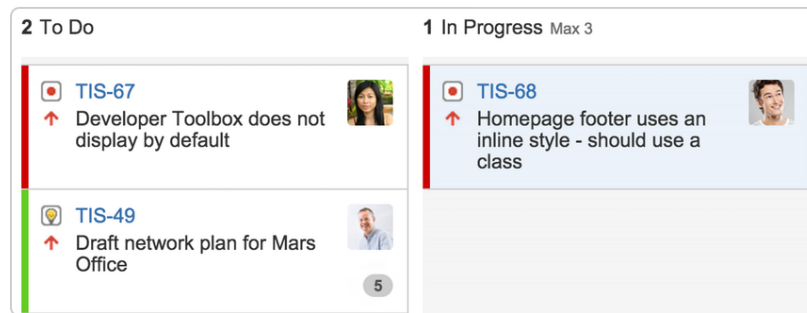 2 To Do
1 In Progress Max 3
TIS-67
Developer Toolbox does not
display by default
TIS-49
Draft network plan for Mars
Office
5
TIS-68
Homepage footer uses an
inline style - should use a
class